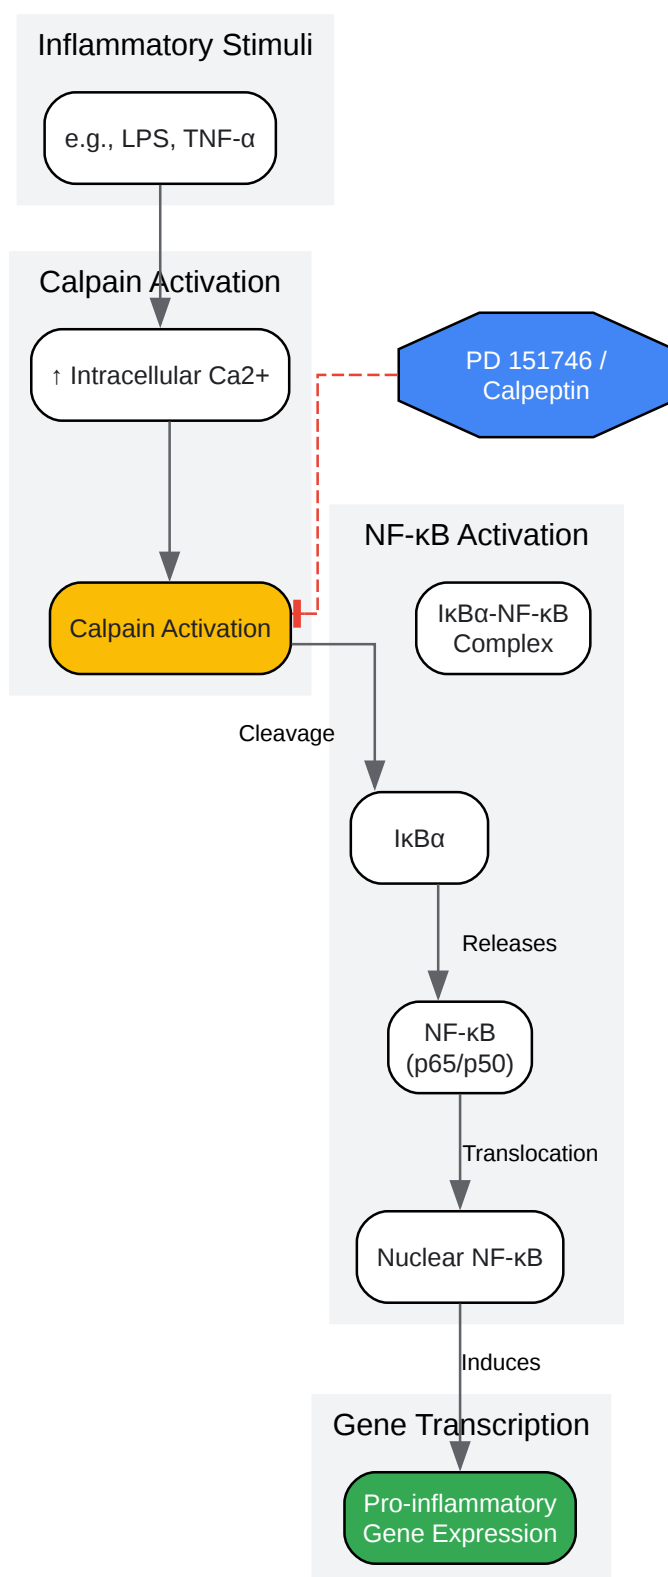 Inflammatory Stimuli
e.g., LPS, TNF-α
Calpain Activation
↑ Intracellular Ca2+
PD 151746 /
Calpeptin
NF-κB Activation
Calpain Activation
IκBα-NF-κB
Complex
Cleavage
IκBα
Releases
NF-κB
(p65/p50)
Translocation
Nuclear NF-κB
Induces
Gene Transcription
Pro-inflammatory
Gene Expression